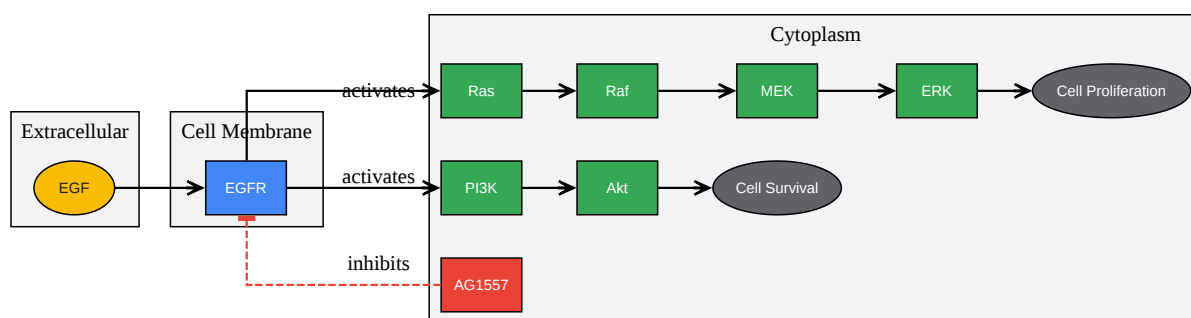 Cytoplasm
activates
Ras
Raf
MEK
ERK
Cell Proliferation
Extracellular
Cell Membrane
EGF
EGFR
activates
PI3K
Akt
Cell Survival
inhibits
AG1557